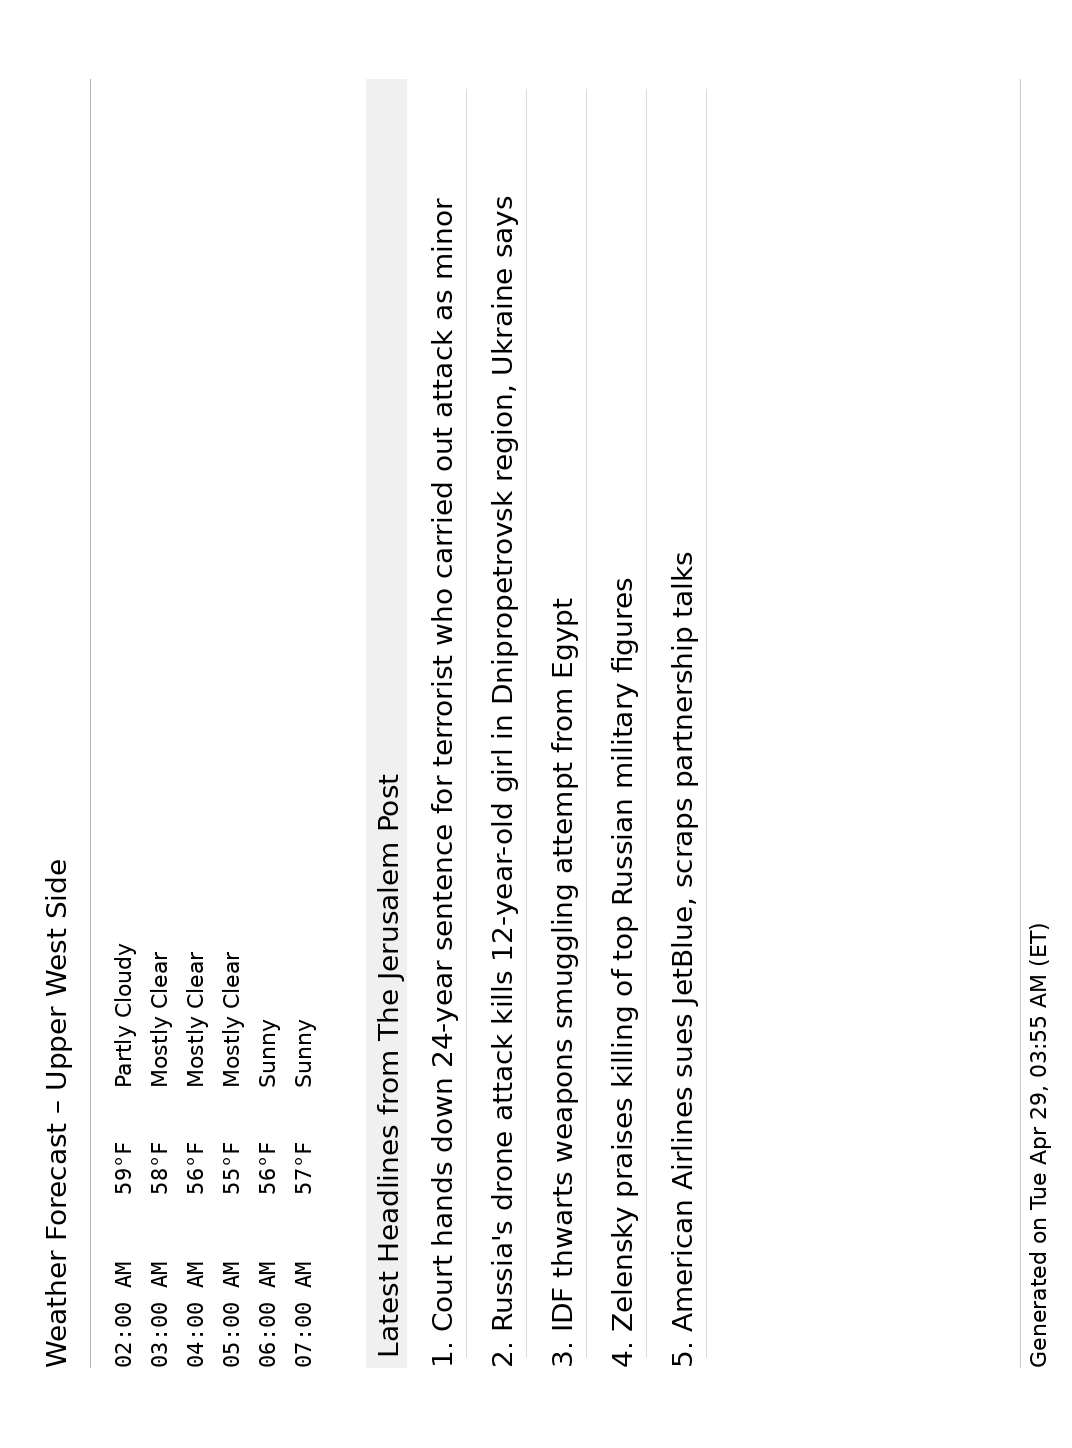 Weather Forecast – Upper West Side
02:00 AM 59°F Partly Cloudy
03:00 AM 58°F Mostly Clear
04:00 AM 56°F Mostly Clear
05:00 AM 55°F Mostly Clear
06:00 AM 56°F Sunny
07:00 AM 57°F Sunny
Latest Headlines from The Jerusalem Post
1. Court hands down 24-year sentence for terrorist who carried out attack as minor
2. Russia's drone attack kills 12-year-old girl in Dnipropetrovsk region, Ukraine says
3. IDF thwarts weapons smuggling attempt from Egypt
4. Zelensky praises killing of top Russian military figures
5. American Airlines sues JetBlue, scraps partnership talks
Generated on Tue Apr 29, 03:55 AM (ET)